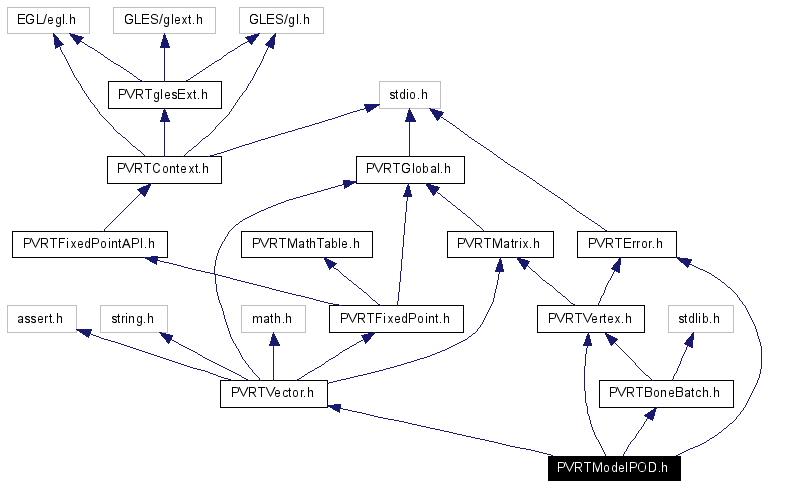 EGL/egl.h
GLES/glext.h
GLES/gl.h
PVRTglesExt.h
stdio.h
PVRTContext.h
PVRTGlobal.h
PVRTFixedPointAPI.h
PVRTMathTable.h
PVRTMatrix.h
PVRTError.h
assert.h
string.h
math.h
PVRTFixedPoint.h
PVRTVertex.h
stdlib.h
PVRTVector.h
PVRTBoneBatch.h
PVRTModelPOD.h